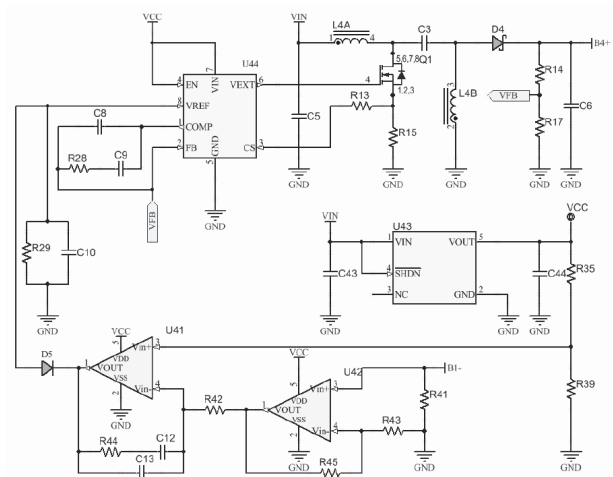 VCC
VIN
L4A
1
4
C3
D4
B4+
U44
7
5,6,7,8
Q1
R14
4
EN
VIN
VEXT
6
4
3
L4B
VFB
8
VREF
R13
1,2,3
C6
C8
1
COMP
C5
2
R17
2
FB
GND
CS
3
R15
R28
C9
5
GND
GND
GND
GND
GND
VFB
GND
VCC
VIN
U43
R29
C10
1
VIN
VOUT
5
R35
C43
4
SHDN
C44
3
NC
GND
2
GND
GND
GND
GND
VCC
U41
D5
5
Vin+
3
VCC
1
VOUT
VDD
U42
B1-
VSS
Vin-
4
R42
5
Vin+
3
R39
2
1
VOUT
VDD
R41
GND
VSS
Vin-
4
R43
R44
C12
2
C13
R45
GND
GND
GND